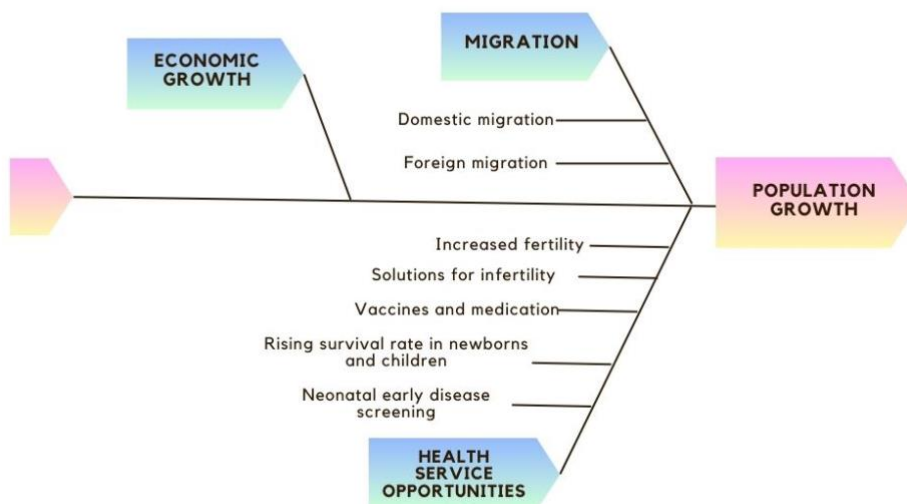 ECONOMIC
GROWTH
MIGRATION
Domestic migration
Foreign migration
POPULATION
GROWTH
Increased fertility
Solutions for infertility
Vaccines and medication
Rising survival rate in newborns
and children
Neonatal early disease
screening
HEALTH
SERVICE
OPPORTUNITIES